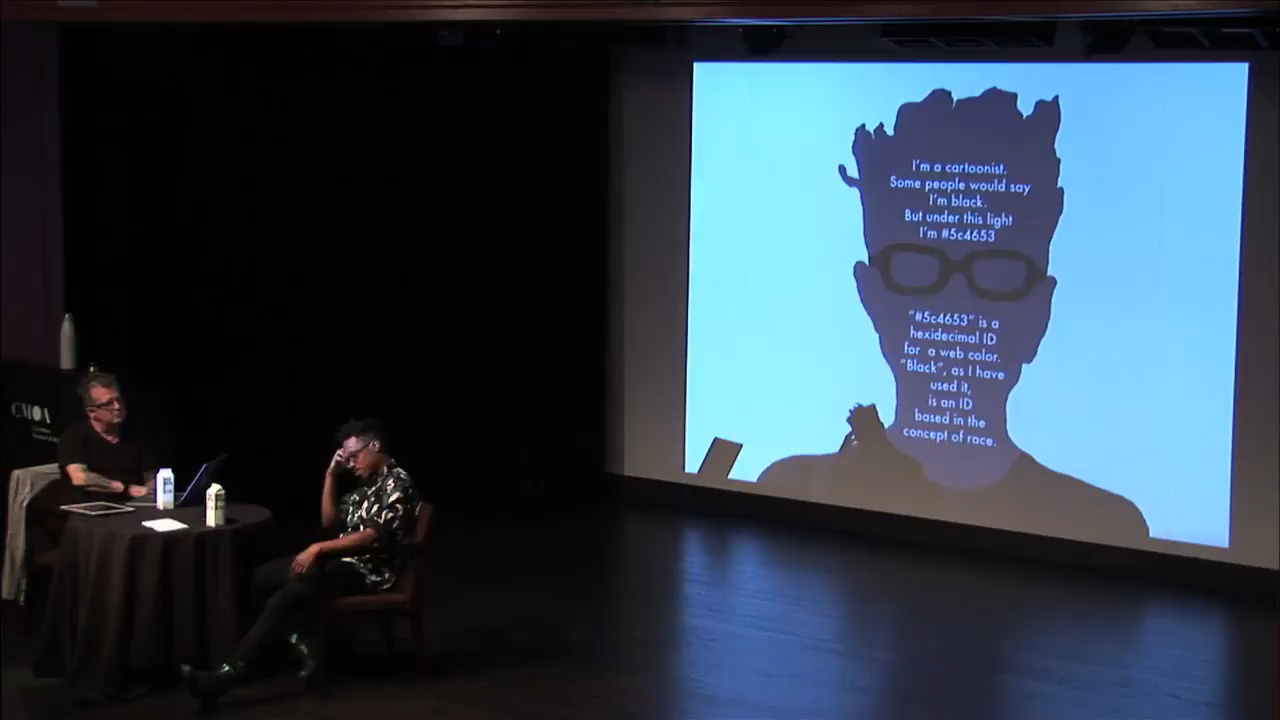 I'm a cartoonist.
Some people would say
I'm black.
But under this light
I'm #5c4653
"#5c4653" is a
hexidecimal ID
for a web color.
"Black", as I have
used it,
is an ID
based in the
concept of race.
CMOA